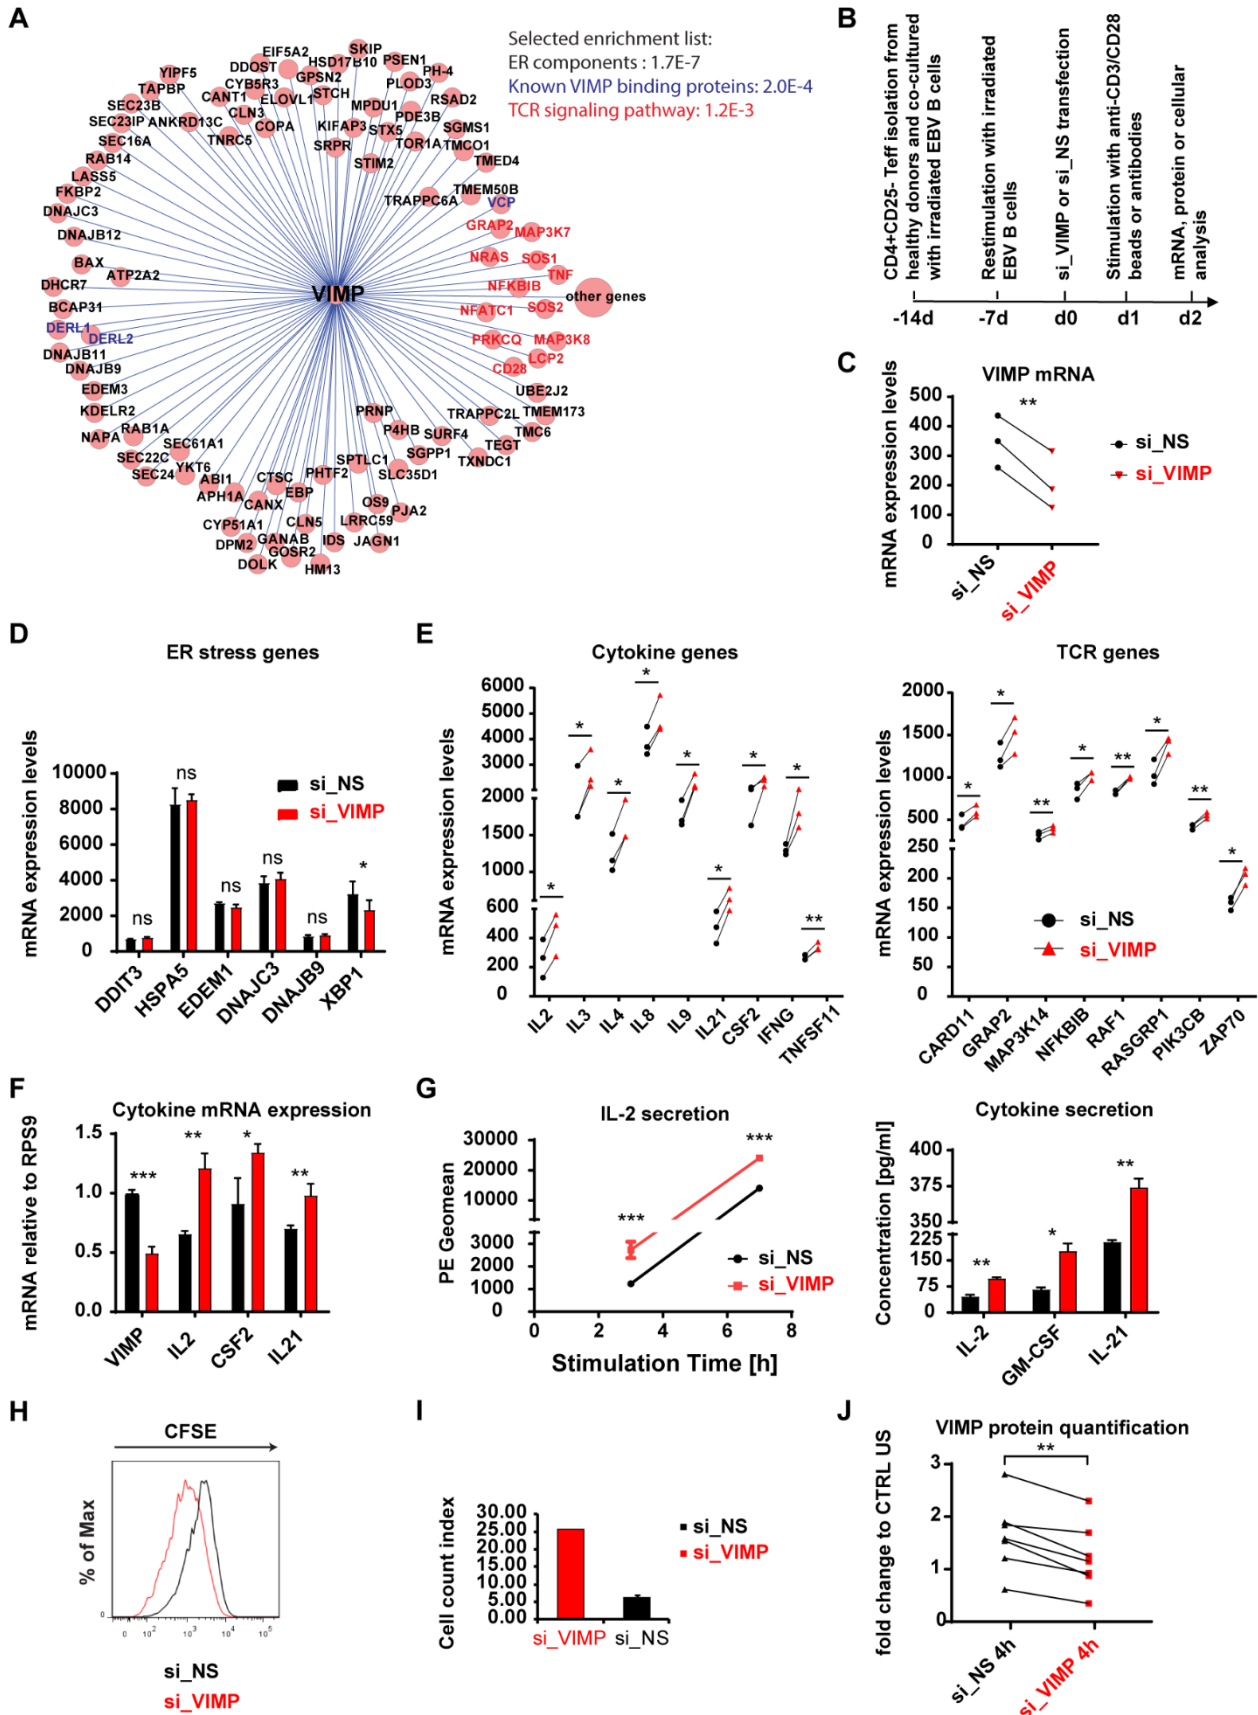 A
Selected enrichment list:
ER components : 1.7E-7
Known VIMP binding proteins: 2.0E-4
TCR signaling pathway: 1.2E-3
SKIP
EIF5A2
HSD17B10
PSEN1
DDOST
GPSN2
PH-4
YIPF5
CYB5R3
PLOD3
TAPBP
CANT1
ELOVL1
STCH
RSAD2
SEC23B
CLN3
MPDU1
PDE3B
SEC23IP
ANKRD13C
COPA
KIFAP3
STX5
SGMS1
SEC16A
TNRC5
SRPR
TOR1A
TMCO1
RAB14
STIM2
TMED4
LASS5
FKBP2
TRAPPC6A
TMEM50B
VCP
DNAJC3
GRAP2
MAP3K7
DNAJB12
NRAS
SOS1
BAX
ATP2A2
TNF
DHCR7
NFKBIB
VIMP
other genes
BCAP31
NFATC1
SOS2
DERL1
DERL2
PRKCQ
MAP3K8
DNAJB11
LCP2
DNAJB9
CD28
EDEM3
UBE2J2
KDELR2
PRNP
TRAPPC2L
TMEM173
NAPA
RAB1A
P4HB
SURF4
TMC6
SEC61A1
TEGT
SEC22C
SGPP1
TXNDC1
SEC24
YKT6
SPTLC1
SLC35D1
ABI1
CTSC
PHTF2
APH1A
EBP
CANX
OS9
PJA2
CYP51A1
CLN5
LRRC59
DPM2
GANAB
IDS
JAGN1
GOSR2
DOLK
HM13
B
CD4+CD25- Teff isolation from
healthy donors and co-cultured
with irradiated EBV B cells
Restimulation with irradiated
EBV B cells
si_VIMP or si_NS transfection
Stimulation with anti-CD3/CD28
beads or antibodies
mRNA, protein or cellular
analysis
-14d
-7d
d0
d1
d2
C
VIMP mRNA
mRNA expression levels
500
400
300
200
100
0
**
si_NS
si_VIMP
si_NS
si_VIMP
D
ER stress genes
mRNA expression levels
10000
8000
6000
4000
2000
0
ns
ns
ns
ns
ns
*
si_NS
si_VIMP
DDIT3
HSPA5
EDEM1
DNAJC3
DNAJB9
XBP1
E
Cytokine genes
mRNA expression levels
6000
5000
4000
3000
2000
1500
1000
600
400
200
0
*
*
*
*
*
*
*
*
**
IL2
IL3
IL4
IL8
IL9
IL21
CSF2
IFNG
TNFSF11
TCR genes
mRNA expression levels
2000
1500
1000
500
250
200
150
100
50
0
*
*
**
*
**
*
**
*
si_NS
si_VIMP
CARD11
GRAP2
MAP3K14
NFKBIB
RAF1
RASGRP1
PIK3CB
ZAP70
F
Cytokine mRNA expression
mRNA relative to RPS9
1.5
1.0
0.5
0.0
***
**
*
**
VIMP
IL2
CSF2
IL21
G
IL-2 secretion
PE Geomean
30000
20000
10000
3000
2000
1000
0
***
***
si_NS
si_VIMP
0
2
4
6
8
Stimulation Time [h]
Cytokine secretion
Concentration [pg/ml]
400
375
350
225
150
75
0
**
*
**
IL-2
GM-CSF
IL-21
H
CFSE
% of Max
0
0
10²
10³
10⁴
10⁵
si_NS
si_VIMP
I
Cell count index
30.00
25.00
20.00
15.00
10.00
5.00
0.00
si_VIMP
si_NS
si_NS
si_VIMP
J
VIMP protein quantification
fold change to CTRL US
3
2
1
0
**
si_NS 4h
si_VIMP 4h